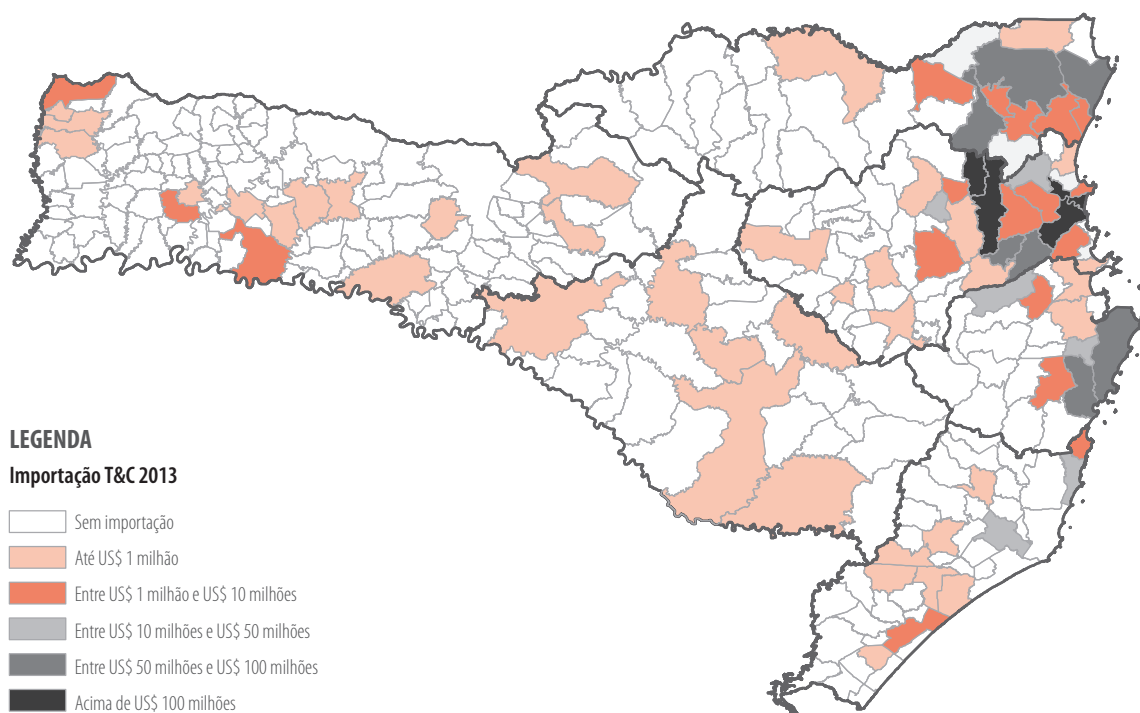 LEGENDA
Importação T&C 2013
Sem importação
Até US$ 1 milhão
Entre US$ 1 milhão e US$ 10 milhões
Entre US$ 10 milhões e US$ 50 milhões
Entre US$ 50 milhões e US$ 100 milhões
Acima de US$ 100 milhões